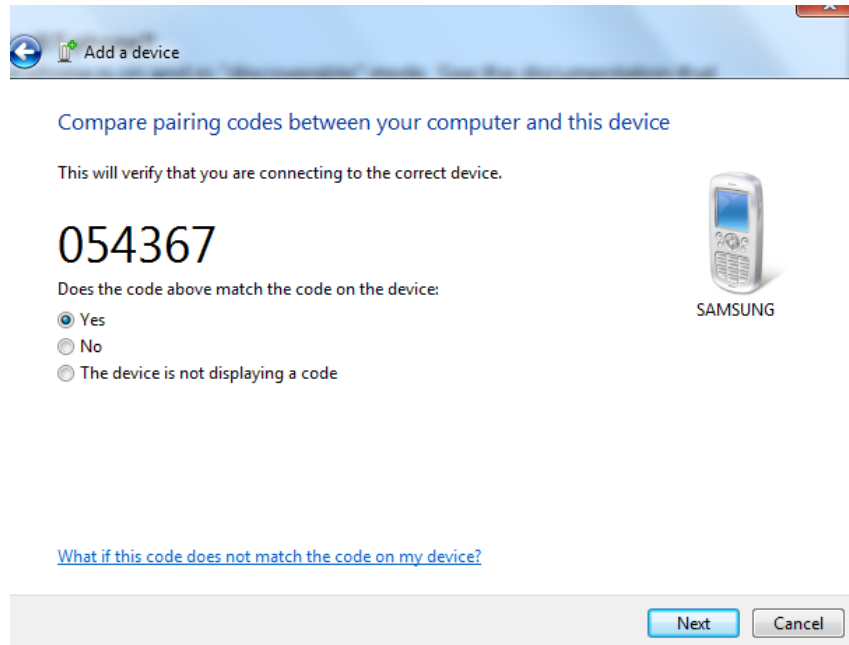 Add a device
Compare pairing codes between your computer and this device
This will verify that you are connecting to the correct device.
054367
Does the code above match the code on the device:
Yes
No
The device is not displaying a code
SAMSUNG
What if this code does not match the code on my device?
Next Cancel